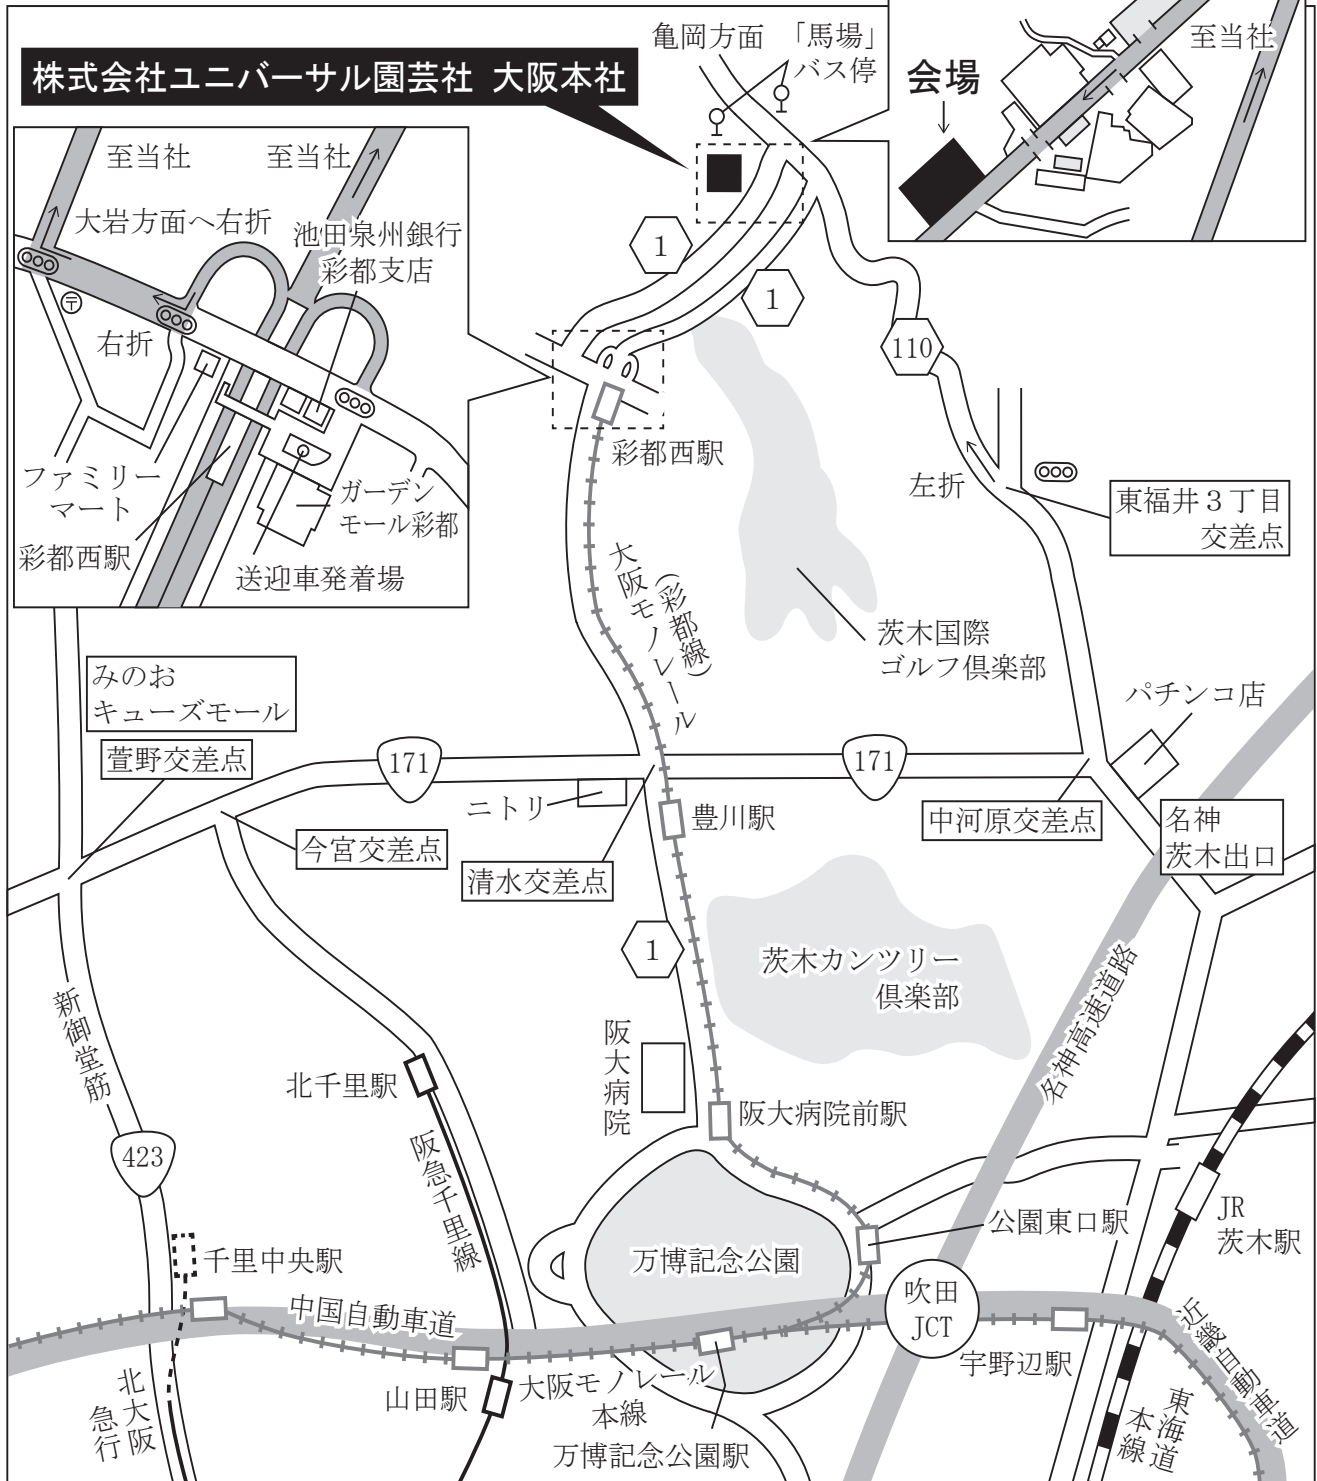 亀岡方面
「馬場」
バス停
株式会社ユニバーサル園芸社 大阪本社
会場
至当社
至当社
至当社
大岩方面へ右折
池田泉州銀行
彩都支店
〒
右折
ファミリー
マート
彩都西駅
ガーデン
モール彩都
送迎車発着場
1
1
110
彩都西駅
左折
東福井3丁目
交差点
大阪モノレール
(彩都線)
茨木国際
ゴルフ倶楽部
みのお
キューズモール
萱野交差点
171
171
パチンコ店
ニトリ
豊川駅
中河原交差点
名神
茨木出口
今宮交差点
清水交差点
1
茨木カンツリー
倶楽部
名神高速道路
新御堂筋
阪大病院
北千里駅
阪大病院前駅
阪急千里線
423
JR
茨木駅
公園東口駅
千里中央駅
万博記念公園
中国自動車道
吹田
JCT
宇野辺駅
近畿自動車道
山田駅
大阪モノレール
本線
北大阪
急行
東海道
本線
万博記念公園駅